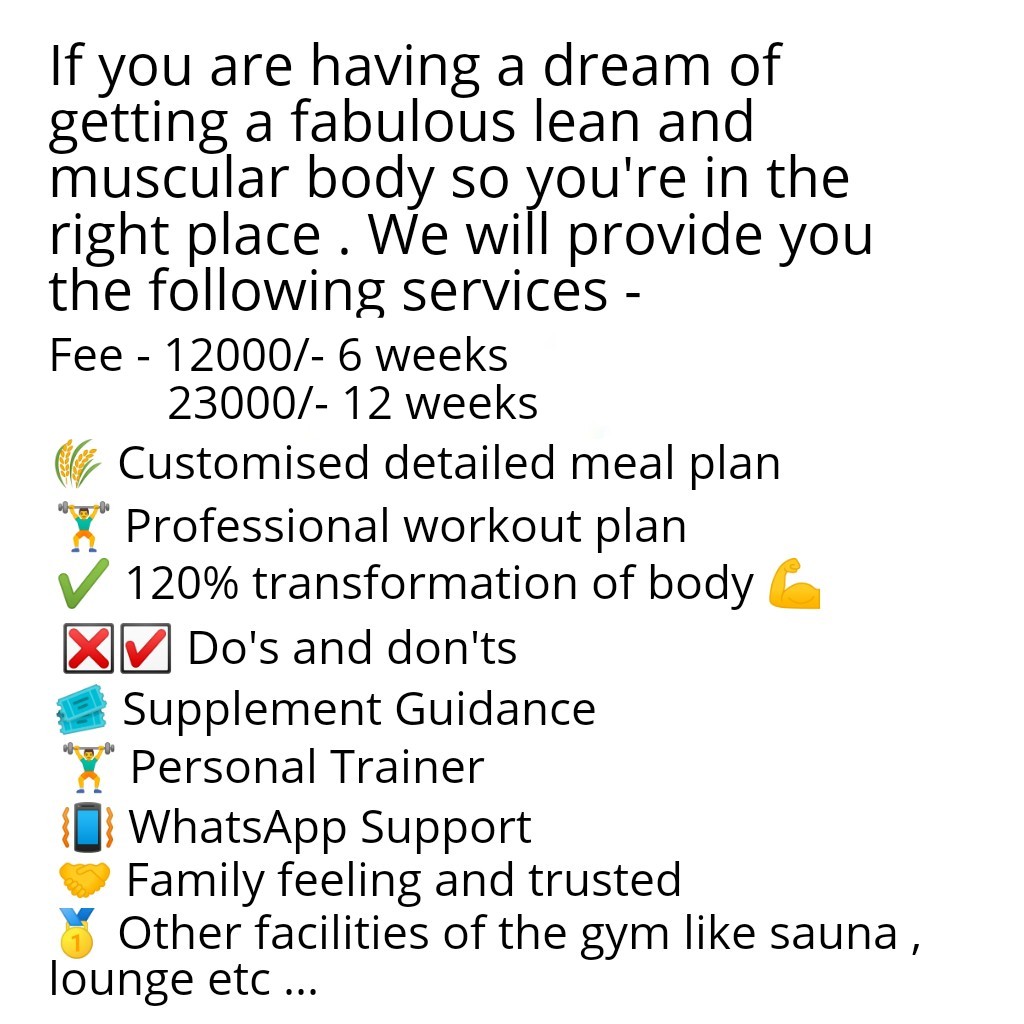 If you are having a dream of
getting a fabulous lean and
muscular body so you're in the
right place . We will provide you
the following services -
Fee - 12000/- 6 weeks
23000/- 12 weeks
🌾 Customised detailed meal plan
🏋️‍♂️ Professional workout plan
✔️ 120% transformation of body 💪
❎☑️ Do's and don'ts
🎟️ Supplement Guidance
🏋️‍♂️ Personal Trainer
📳 WhatsApp Support
🤝 Family feeling and trusted
🥇 Other facilities of the gym like sauna ,
lounge etc ...